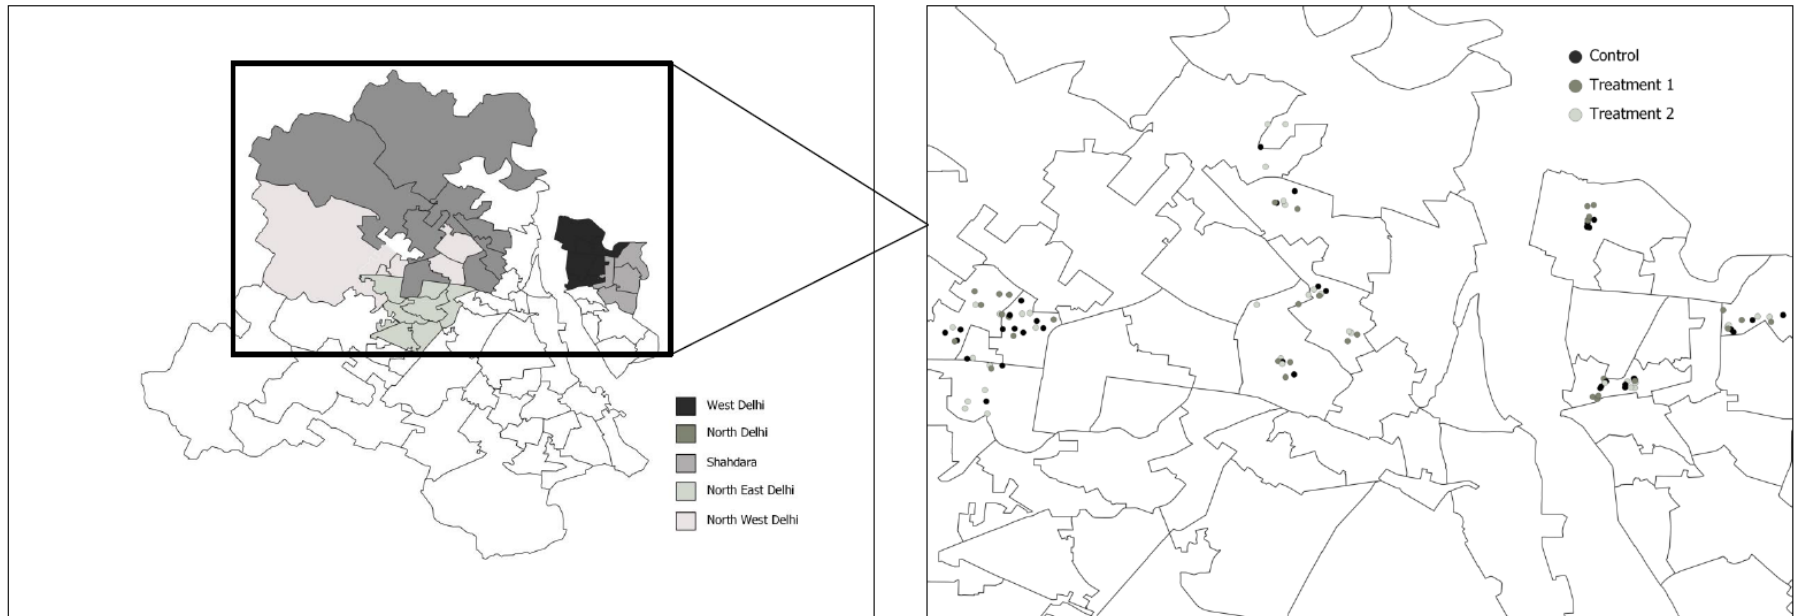 West Delhi
North Delhi
Shahdara
North East Delhi
North West Delhi
Control
Treatment 1
Treatment 2